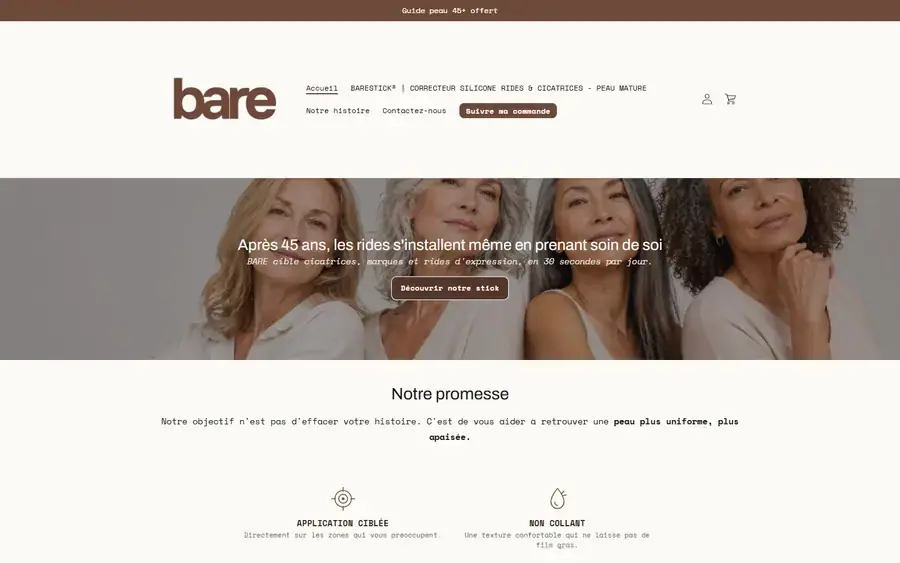 Guide peau 45+ offert
bare
Accueil
BARESTICK® | CORRECTEUR SILICONE RIDES & CICATRICES - PEAU MATURE
Notre histoire
Contactez-nous
Suivre ma commande
Après 45 ans, les rides s'installent même en prenant soin de soi
BARE cible cicatrices, marques et rides d'expression, en 30 secondes par jour.
Découvrir notre stick
Notre promesse
Notre objectif n'est pas d'effacer votre histoire. C'est de vous aider a retrouver une peau plus uniforme, plus
apaisée.
APPLICATION CIBLÉE
Directement sur les zones qui vous préoccupent.
NON COLLANT
Une texture confortable qui ne laisse pas de
film gras.